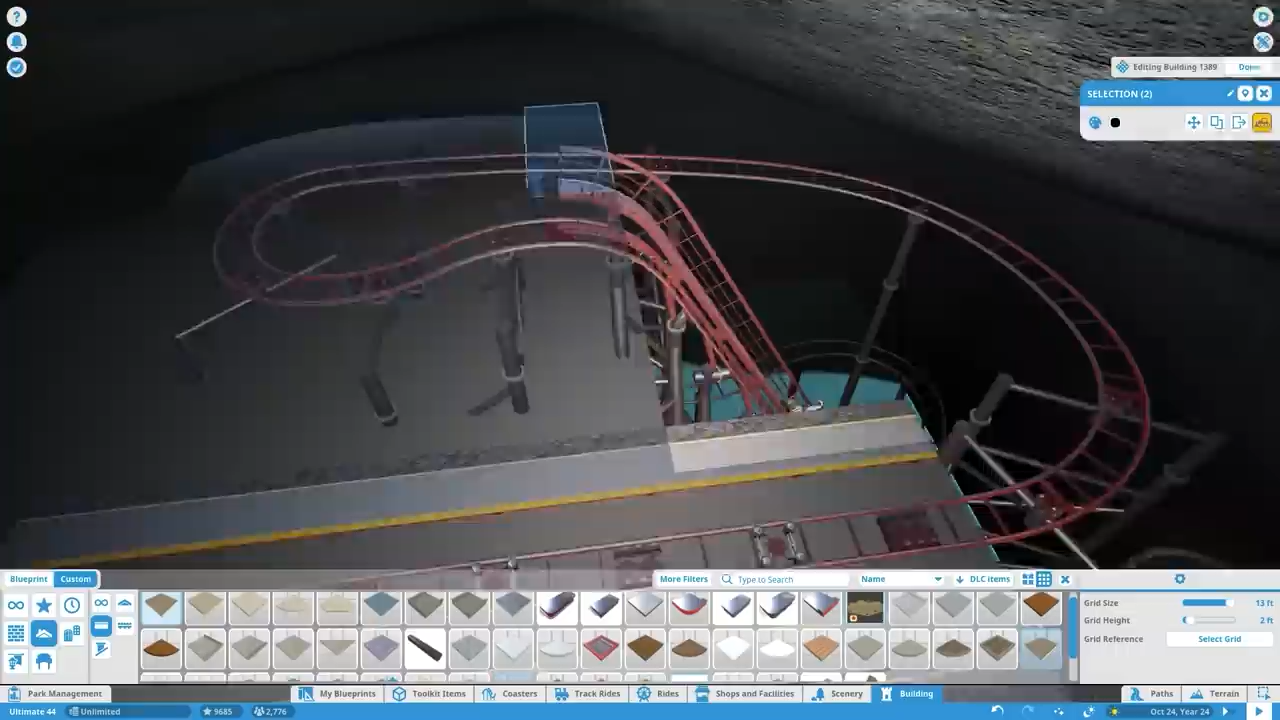 Editing Building 1389 Done
SELECTION (2)
Blueprint Custom
More Filters Type to Search Name DLC items
Grid Size 13 ft
Grid Height 2 ft
Grid Reference Select Grid
Park Management My Blueprints Toolkit Items Coasters Track Rides Rides Shops and Facilities Scenery Building Paths Terrain
Ultimate 44 Unlimited 9685 2,776 Oct 24, Year 24